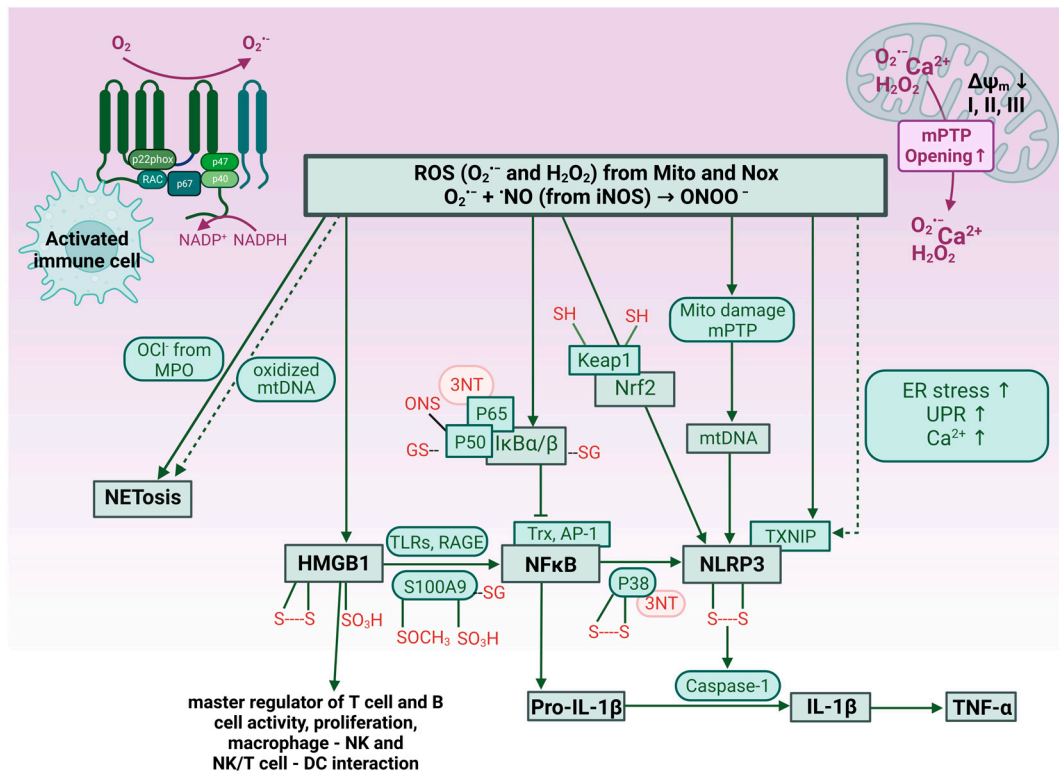 O₂
O₂˙⁻
p22phox
p47
RAC
p67
p40
NADP⁺
NADPH
Activated
immune cell
O₂˙⁻
Ca²⁺
H₂O₂
Δψₘ ↓
I, II, III
mPTP
Opening ↑
O₂˙⁻
Ca²⁺
H₂O₂
ROS (O₂˙⁻ and H₂O₂) from Mito and Nox
O₂˙⁻ + ˙NO (from iNOS) → ONOO⁻
OCl⁻ from
MPO
oxidized
mtDNA
NETosis
3NT
ONS
P65
P50
IκBα/β
GS--
--SG
SH
SH
Keap1
Nrf2
Mito damage
mPTP
mtDNA
ER stress ↑
UPR ↑
Ca²⁺ ↑
TLRs, RAGE
Trx, AP-1
TXNIP
HMGB1
NFκB
NLRP3
S100A9
--SG
P38
3NT
S----S
SO₃H
SOCH₃
SO₃H
S----S
S----S
Caspase-1
master regulator of T cell and B
cell activity, proliferation,
macrophage - NK and
NK/T cell - DC interaction
Pro-IL-1β
IL-1β
TNF-α